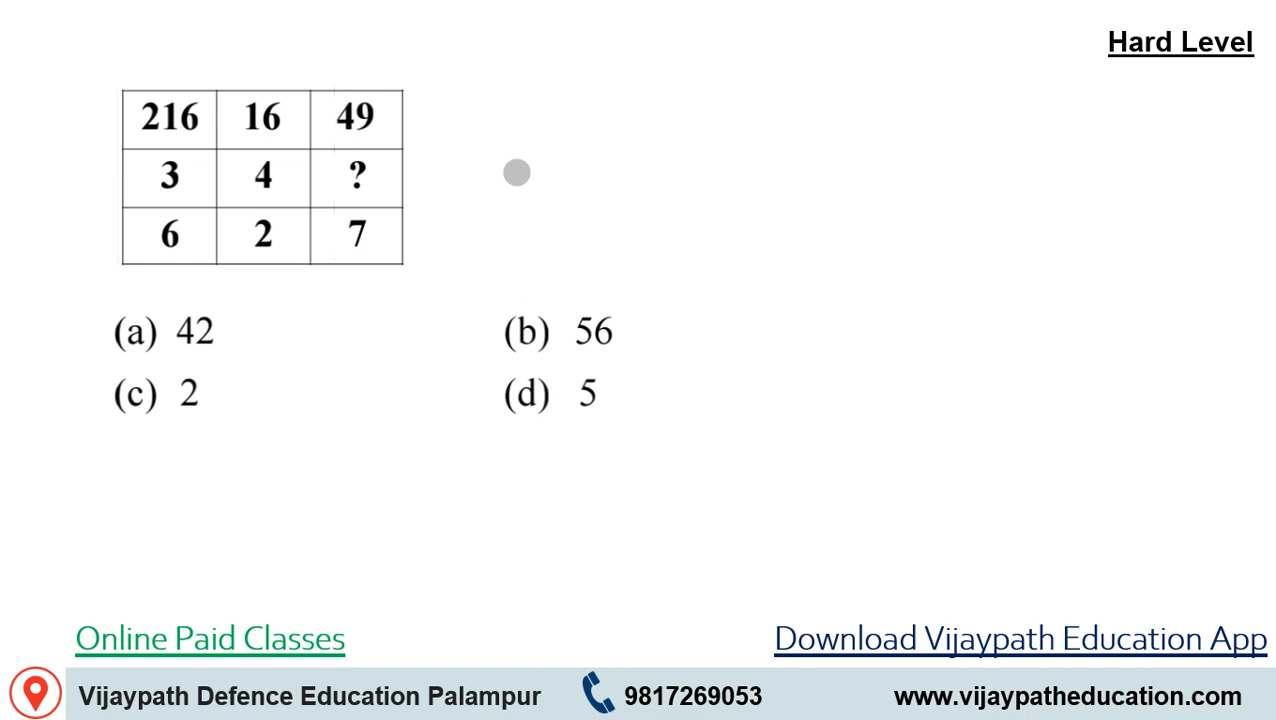 Hard Level
216 16 49
3 4 ?
6 2 7
(a) 42 (b) 56
(c) 2 (d) 5
Online Paid Classes Download Vijaypath Education App
Vijaypath Defence Education Palampur 9817269053 www.vijaypatheducation.com